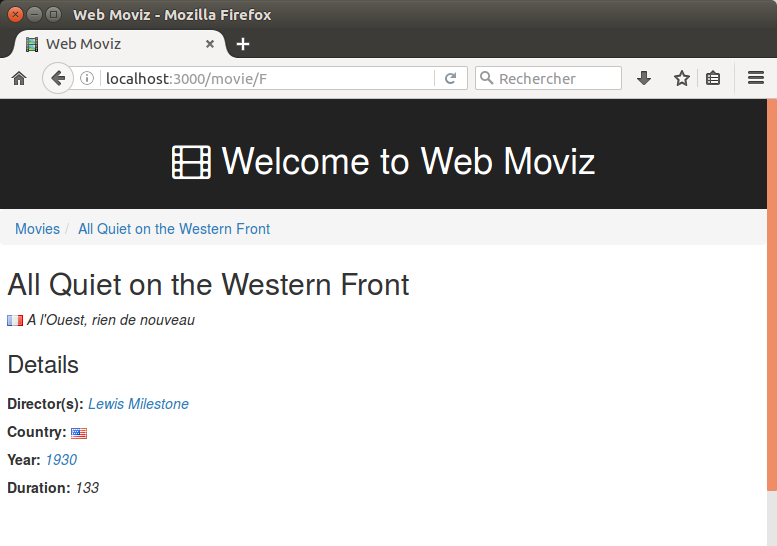 Web Moviz - Mozilla Firefox
Web Moviz
localhost:3000/movie/F
Rechercher
Welcome to Web Moviz
Movies / All Quiet on the Western Front
All Quiet on the Western Front
A l'Ouest, rien de nouveau
Details
Director(s): Lewis Milestone
Country:
Year: 1930
Duration: 133